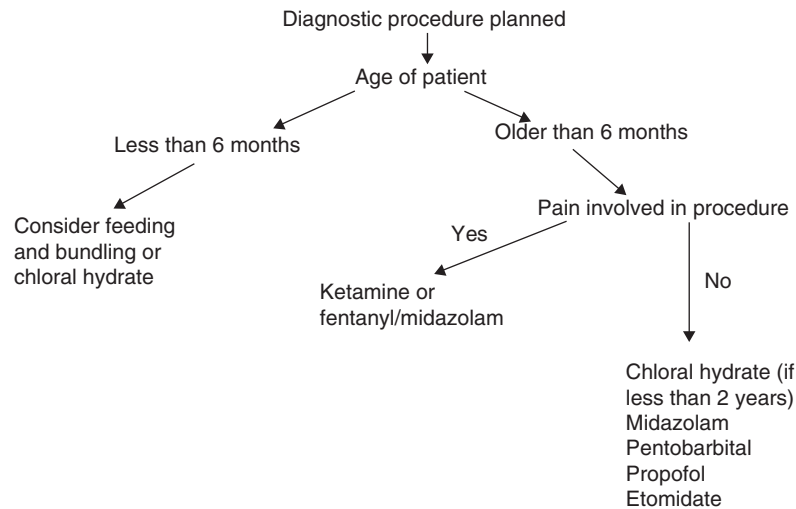 Diagnostic procedure planned
Age of patient
Less than 6 months
Older than 6 months
Consider feeding
and bundling or
chloral hydrate
Pain involved in procedure
Yes
No
Ketamine or
fentanyl/midazolam
Chloral hydrate (if
less than 2 years)
Midazolam
Pentobarbital
Propofol
Etomidate